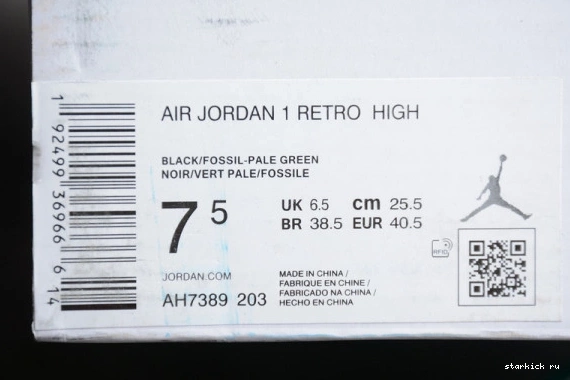 AIR JORDAN 1 RETRO HIGH
BLACK/FOSSIL-PALE GREEN
NOIR/VERT PALE/FOSSILE
7 5
UK 6.5 cm 25.5
BR 38.5 EUR 40.5
RFID
JORDAN.COM
AH7389 203
MADE IN CHINA /
FABRIQUE EN CHINE /
FABRICADO NA CHINA /
HECHO EN CHINA
1 92499 36966 6 14
starkick ru